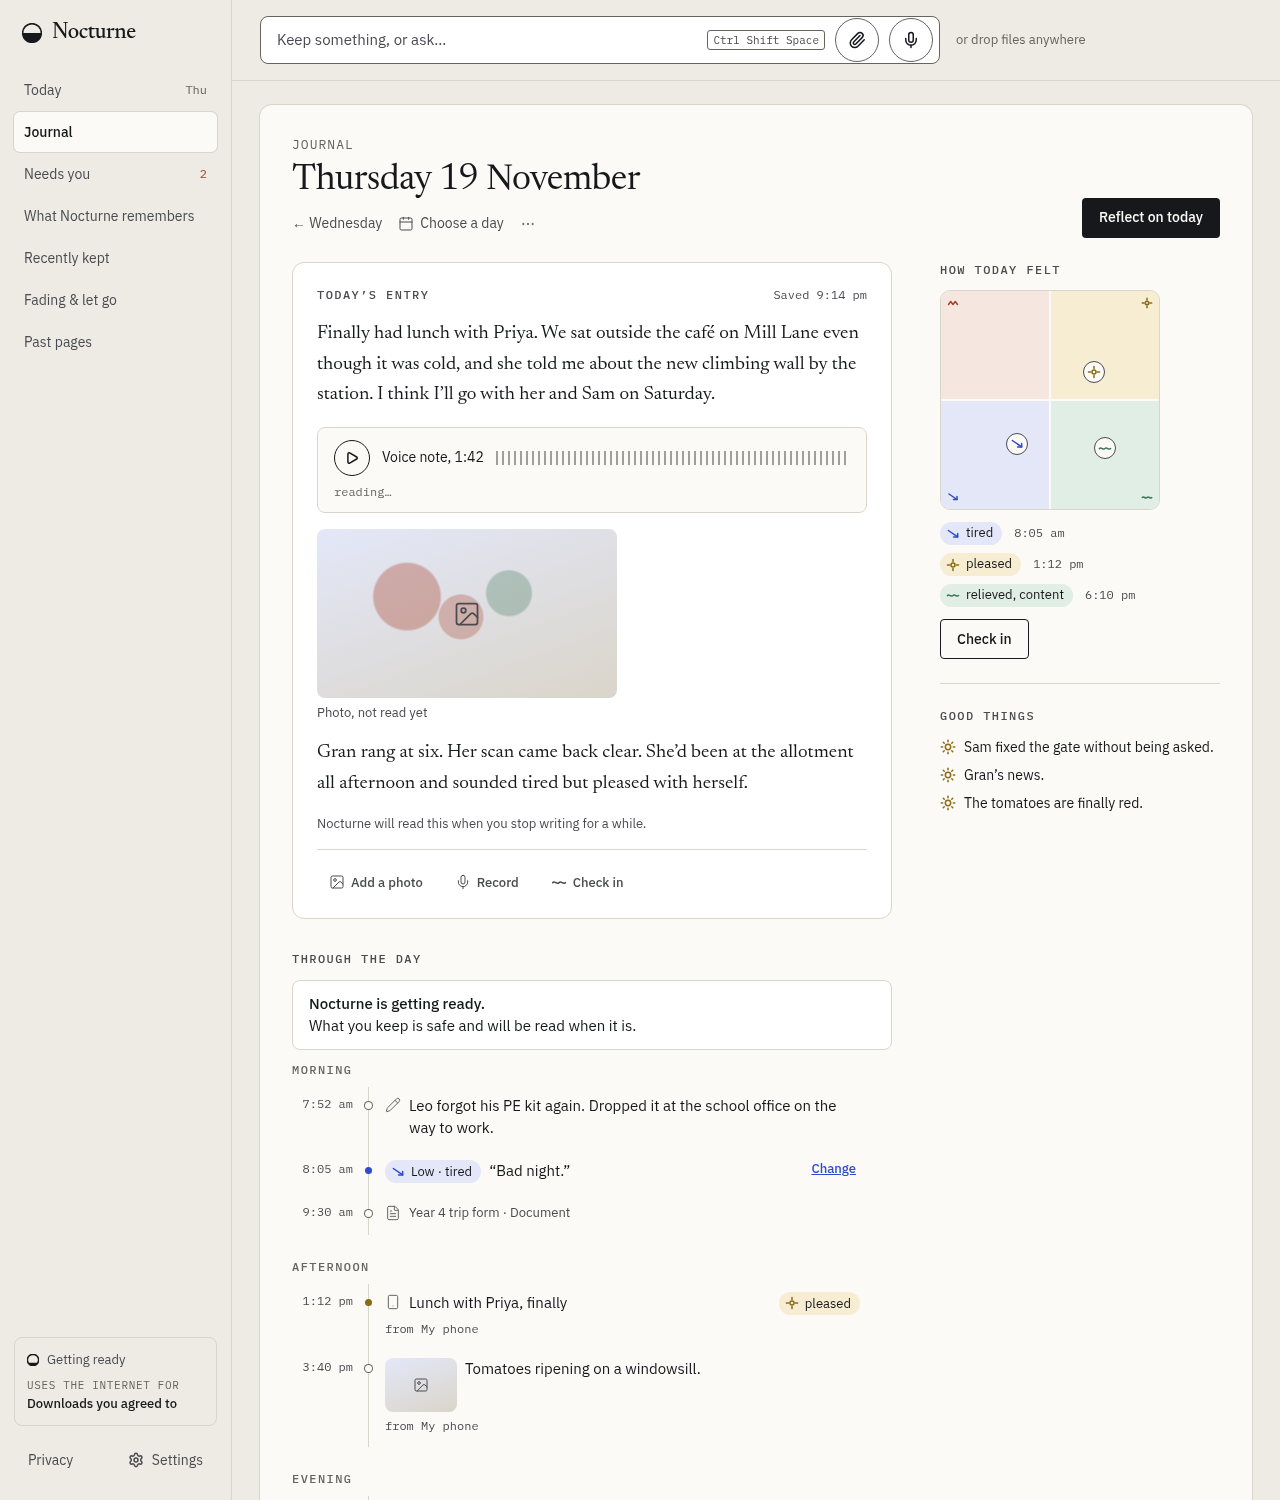 Nocturne
Today Thu
Journal
Needs you 2
What Nocturne remembers
Recently kept
Fading & let go
Past pages
Getting ready
USES THE INTERNET FOR
Downloads you agreed to
Privacy Settings
Keep something, or ask… Ctrl Shift Space or drop files anywhere
JOURNAL
Thursday 19 November
← Wednesday Choose a day ···
Reflect on today
TODAY’S ENTRY Saved 9:14 pm
Finally had lunch with Priya. We sat outside the café on Mill Lane even
though it was cold, and she told me about the new climbing wall by the
station. I think I’ll go with her and Sam on Saturday.
Voice note, 1:42
reading…
Photo, not read yet
Gran rang at six. Her scan came back clear. She’d been at the allotment
all afternoon and sounded tired but pleased with herself.
Nocturne will read this when you stop writing for a while.
Add a photo Record Check in
HOW TODAY FELT
tired 8:05 am
pleased 1:12 pm
relieved, content 6:10 pm
Check in
GOOD THINGS
Sam fixed the gate without being asked.
Gran’s news.
The tomatoes are finally red.
THROUGH THE DAY
Nocturne is getting ready.
What you keep is safe and will be read when it is.
MORNING
7:52 am Leo forgot his PE kit again. Dropped it at the school office on the
way to work.
8:05 am Low · tired “Bad night.” Change
9:30 am Year 4 trip form · Document
AFTERNOON
1:12 pm Lunch with Priya, finally pleased
from My phone
3:40 pm Tomatoes ripening on a windowsill.
from My phone
EVENING